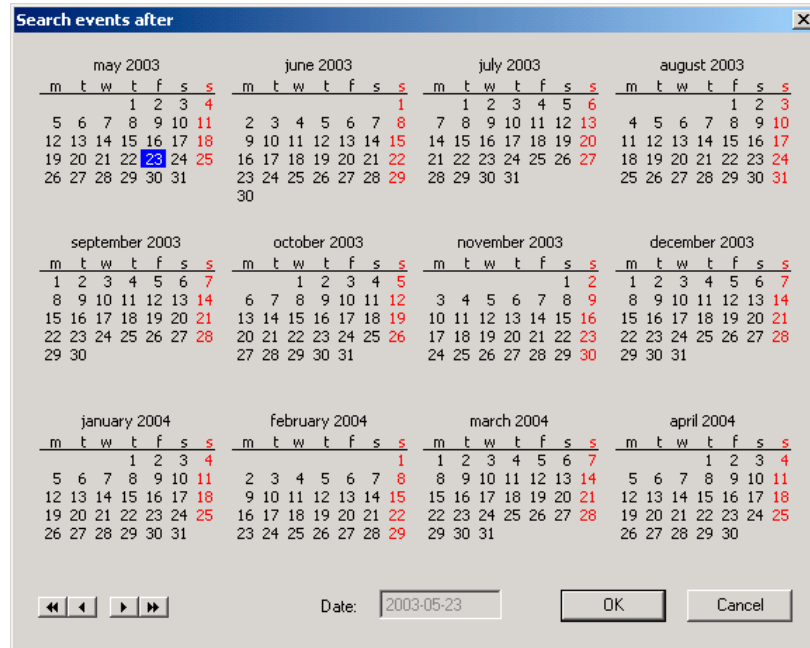 Search events after
may 2003 june 2003 july 2003 august 2003
m t w t f s s m t w t f s s m t w t f s s m t w t f s s
1 2 3 4 1 1 2 3 4 5 6 1 2 3
5 6 7 8 9 10 11 2 3 4 5 6 7 8 7 8 9 10 11 12 13 4 5 6 7 8 9 10
12 13 14 15 16 17 18 9 10 11 12 13 14 15 14 15 16 17 18 19 20 11 12 13 14 15 16 17
19 20 21 22 23 24 25 16 17 18 19 20 21 22 21 22 23 24 25 26 27 18 19 20 21 22 23 24
26 27 28 29 30 31 23 24 25 26 27 28 29 28 29 30 31 25 26 27 28 29 30 31
30
september 2003 october 2003 november 2003 december 2003
m t w t f s s m t w t f s s m t w t f s s m t w t f s s
1 2 3 4 5 6 7 1 2 3 4 5 1 2 1 2 3 4 5 6 7
8 9 10 11 12 13 14 6 7 8 9 10 11 12 3 4 5 6 7 8 9 8 9 10 11 12 13 14
15 16 17 18 19 20 21 13 14 15 16 17 18 19 10 11 12 13 14 15 16 15 16 17 18 19 20 21
22 23 24 25 26 27 28 20 21 22 23 24 25 26 17 18 19 20 21 22 23 22 23 24 25 26 27 28
29 30 27 28 29 30 31 24 25 26 27 28 29 30 29 30 31
january 2004 february 2004 march 2004 april 2004
m t w t f s s m t w t f s s m t w t f s s m t w t f s s
1 2 3 4 1 1 2 3 4 5 6 7 1 2 3 4
5 6 7 8 9 10 11 2 3 4 5 6 7 8 8 9 10 11 12 13 14 5 6 7 8 9 10 11
12 13 14 15 16 17 18 9 10 11 12 13 14 15 15 16 17 18 19 20 21 12 13 14 15 16 17 18
19 20 21 22 23 24 25 16 17 18 19 20 21 22 22 23 24 25 26 27 28 19 20 21 22 23 24 25
26 27 28 29 30 31 23 24 25 26 27 28 29 29 30 31 26 27 28 29 30
Date: 2003-05-23 OK Cancel